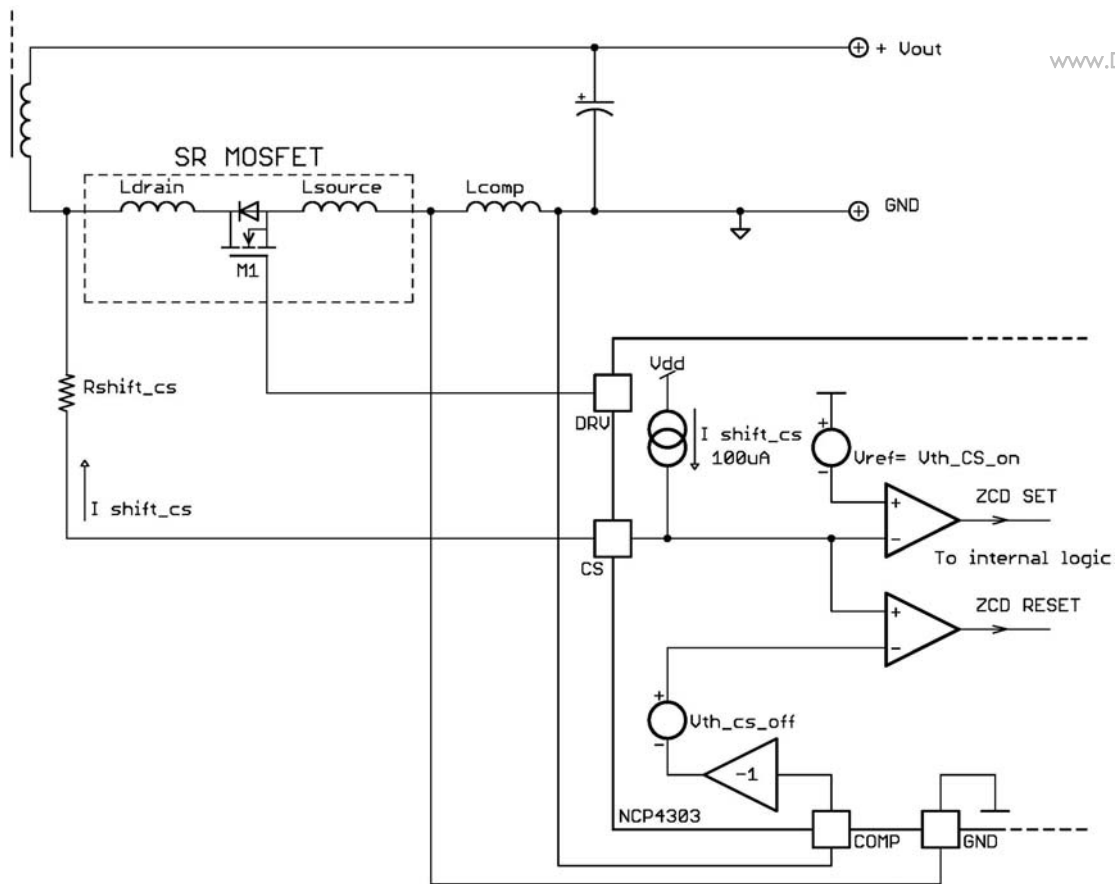 + Vout
www.D
SR MOSFET
Ldrain
Lsource
Lcomp
GND
M1
Rshift_cs
Vdd
DRV
I shift_cs
100uA
+
-
Vref= Vth_CS_on
I shift_cs
+
-
ZCD SET
CS
To internal logic
+
-
ZCD RESET
+
-
Vth_cs_off
-1
NCP4303
COMP
GND